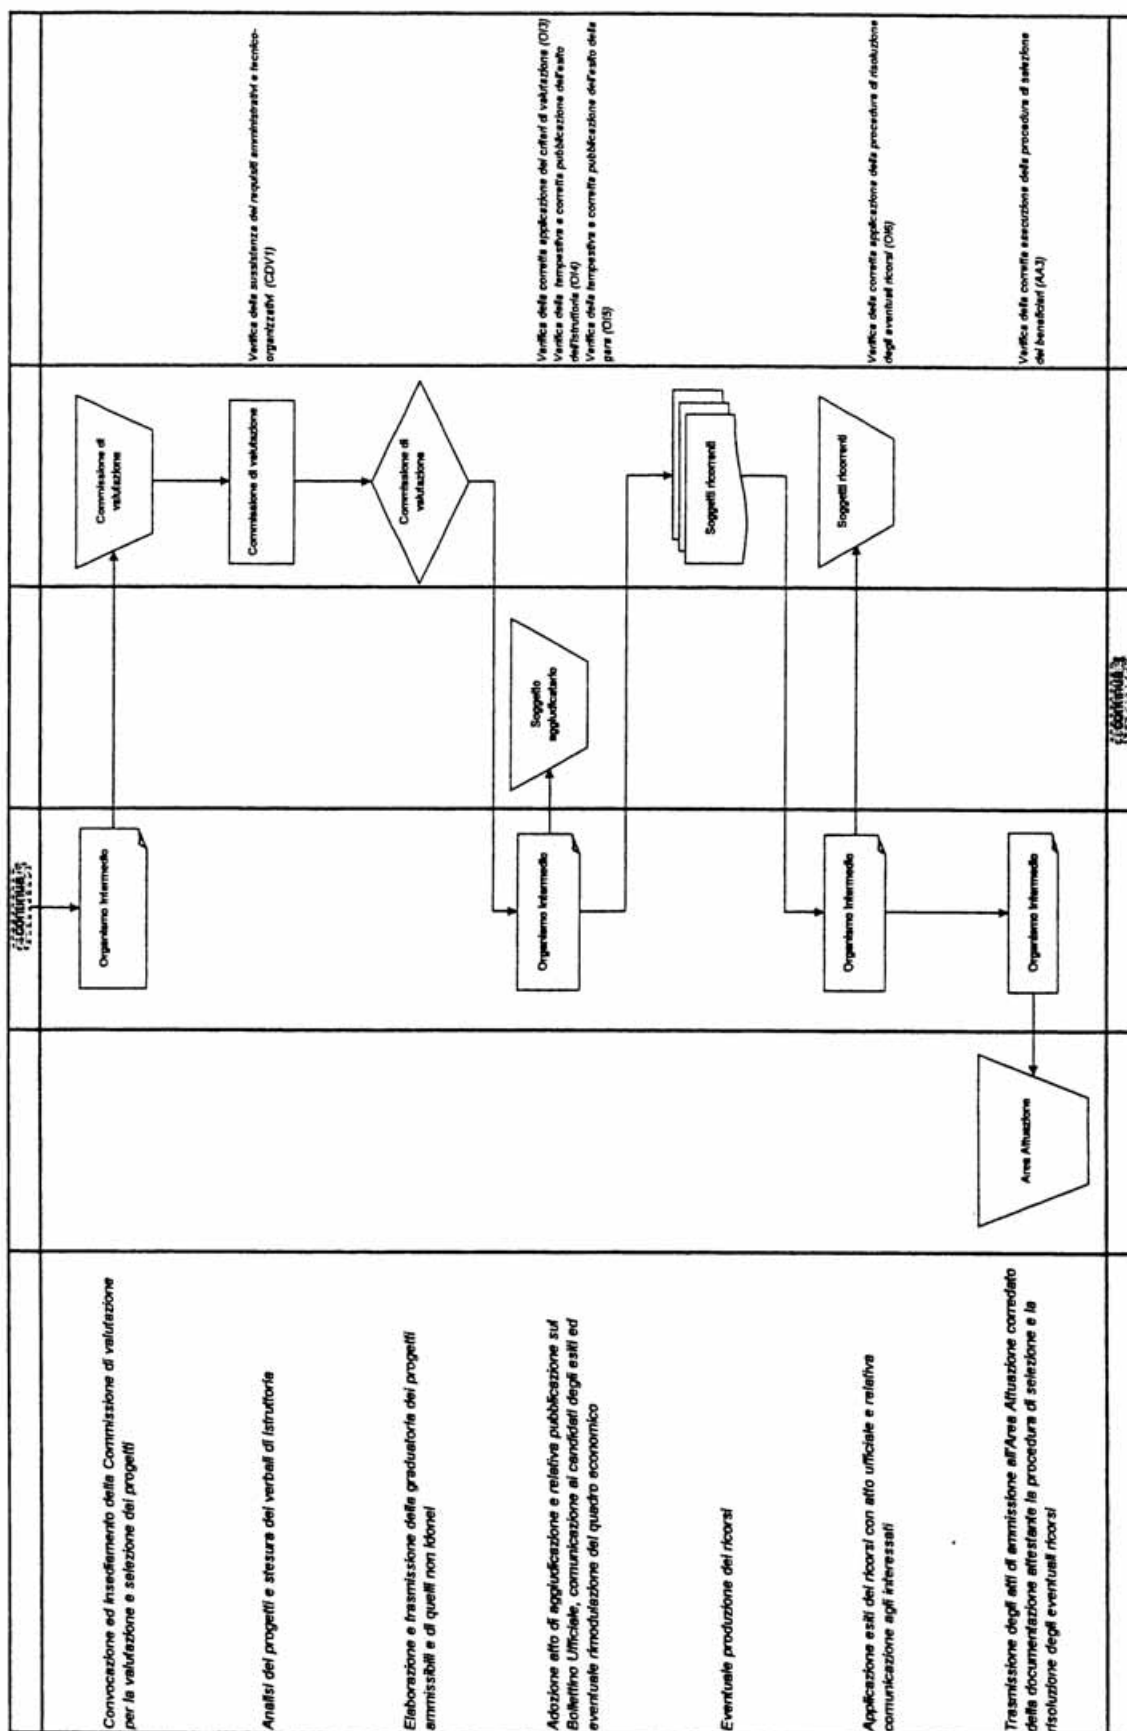 (continua)
Convocazione ed insediamento della Commissione di valutazione
per la valutazione e selezione dei progetti
Organismo Intermedio
Commissione di
valutazione
Analisi dei progetti e stesura dei verbali di istruttoria
Commissione di valutazione
Verifica della sussistenza dei requisiti amministrativi e tecnico-
organizzativi (CDV1)
Elaborazione e trasmissione della graduatoria dei progetti
ammissibili e di quelli non idonei
Commissione di
valutazione
Adozione atto di aggiudicazione e relativa pubblicazione sul
Bollettino Ufficiale, comunicazione ai candidati degli esiti ed
eventuale rimodulazione del quadro economico
Organismo Intermedio
Soggetto
aggiudicatario
Verifica della corretta applicazione dei criteri di valutazione (OI3)
Verifica della tempestiva e corretta pubblicazione dell'esito
dell'istruttoria (OI4)
Verifica della tempestiva e corretta pubblicazione dell'esito della
gara (OI5)
Eventuale produzione dei ricorsi
Soggetti ricorrenti
Applicazione esiti dei ricorsi con atto ufficiale e relativa
comunicazione agli interessati
Organismo Intermedio
Soggetti ricorrenti
Verifica della corretta applicazione della procedura di risoluzione
degli eventuali ricorsi (OI6)
Trasmissione degli atti di ammissione all'Area Attuazione corredato
della documentazione attestante la procedura di selezione e la
risoluzione degli eventuali ricorsi
Area Attuazione
Organismo Intermedio
Verifica della corretta esecuzione della procedura di selezione
dei beneficiari (AA3)
(continua)